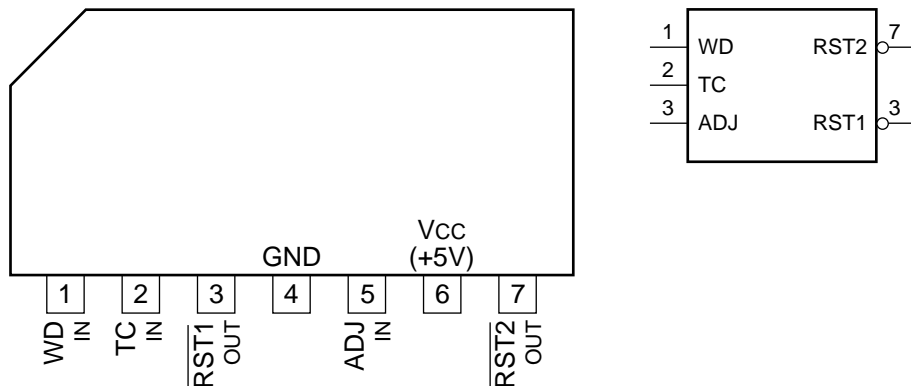 1 WD RST2 7
2 TC
3 ADJ RST1 3
VCC
GND (+5V)
1 2 3 4 5 6 7
WD IN
TC IN
RST1 OUT
ADJ IN
RST2 OUT